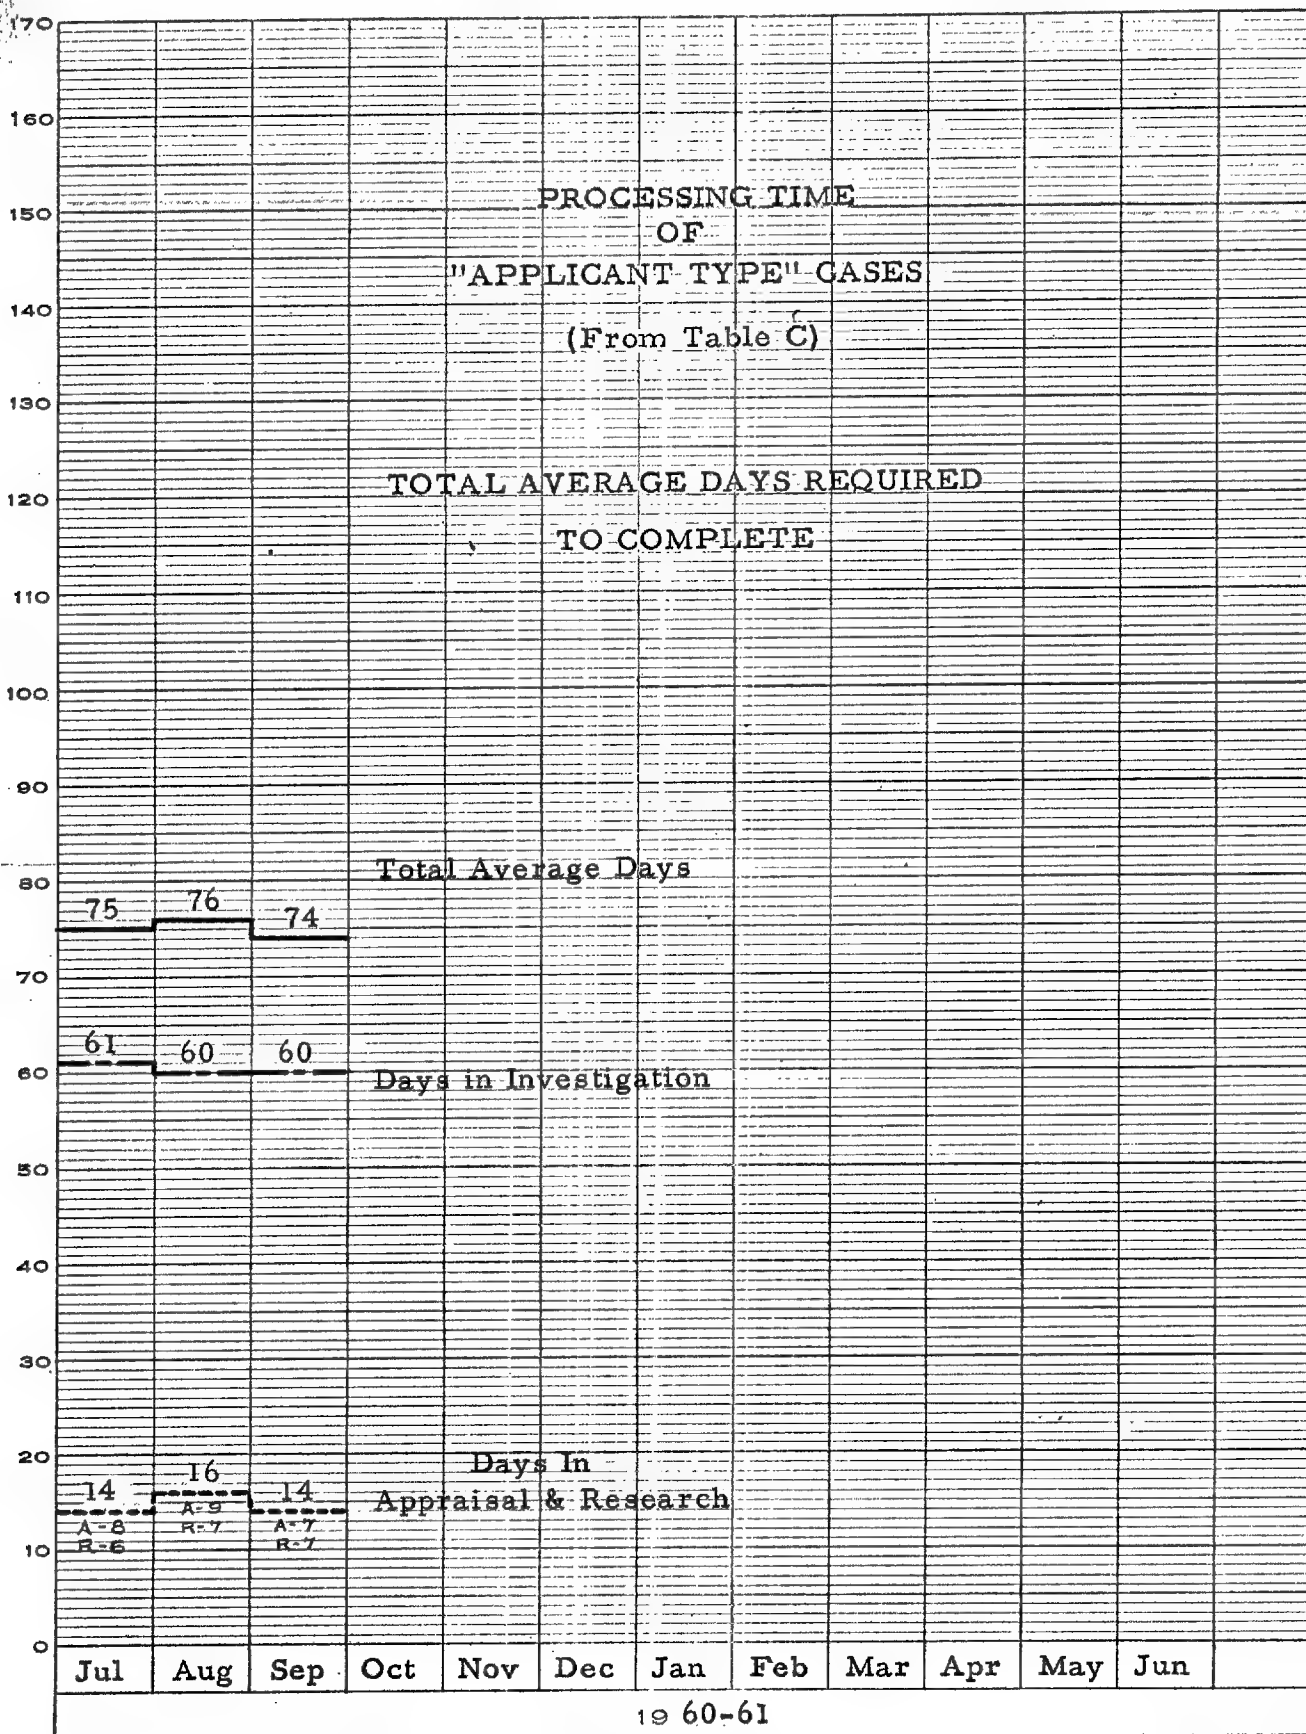 170
160
150
140
130
120
110
100
90
80
70
60
50
40
30
20
10
0
PROCESSING TIME
OF
"APPLICANT TYPE" CASES
(From Table C)
TOTAL AVERAGE DAYS REQUIRED
TO COMPLETE
Total Average Days
75 76 74
61 60 60
Days in Investigation
Days In
Appraisal & Research
14 16 14
A-8 A-9 A-7
R-6 R-7 R-7
Jul Aug Sep Oct Nov Dec Jan Feb Mar Apr May Jun
19 60-61